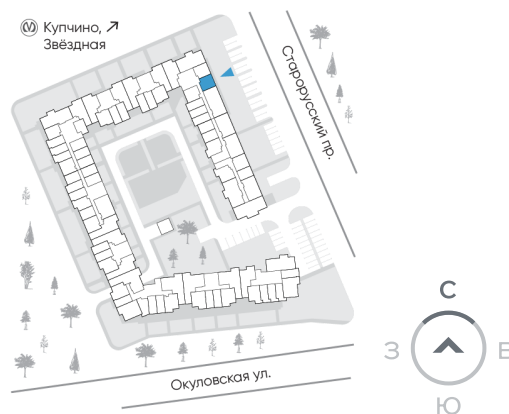 Купчино,
Звёздная
Старорусский пр.
Окуловская ул.
С
З
В
Ю